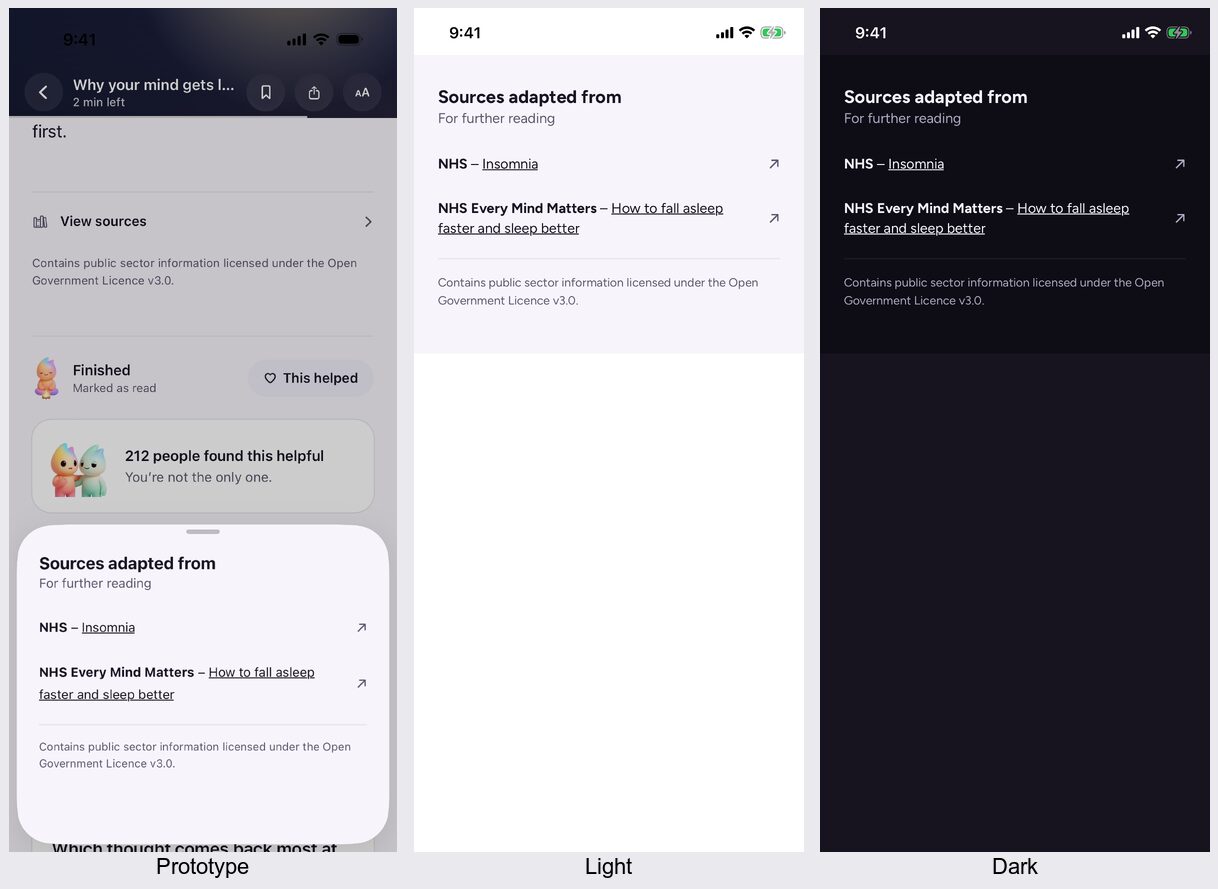 9:41
Why your mind gets l...
2 min left
AA
first.
View sources
Contains public sector information licensed under the Open
Government Licence v3.0.
Finished
Marked as read
This helped
212 people found this helpful
You're not the only one.
Sources adapted from
For further reading
NHS – Insomnia
NHS Every Mind Matters – How to fall asleep
faster and sleep better
Contains public sector information licensed under the Open
Government Licence v3.0.
Which thought comes back most at
Prototype
9:41
Sources adapted from
For further reading
NHS – Insomnia
NHS Every Mind Matters – How to fall asleep
faster and sleep better
Contains public sector information licensed under the Open
Government Licence v3.0.
Light
9:41
Sources adapted from
For further reading
NHS – Insomnia
NHS Every Mind Matters – How to fall asleep
faster and sleep better
Contains public sector information licensed under the Open
Government Licence v3.0.
Dark